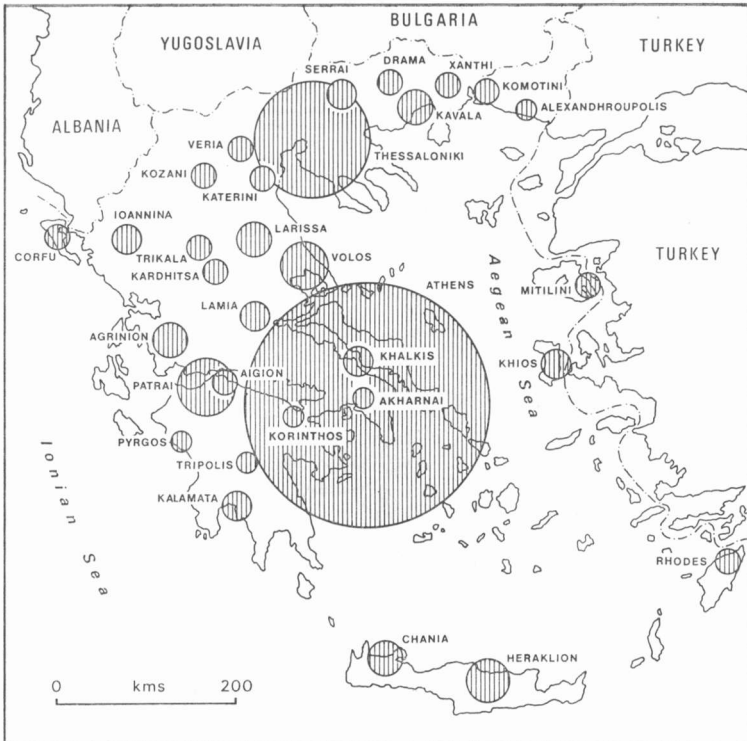 BULGARIA
YUGOSLAVIA
TURKEY
DRAMA
XANTHI
SERRAI
KOMOTINI
ALEXANDHROUPOLIS
KAVALA
ALBANIA
VERIA
THESSALONIKI
KOZANI
KATERINI
IOANNINA
LARISSA
CORFU
TRIKALA
VOLOS
TURKEY
KARDHITSA
ATHENS
MITILINI
Aegean Sea
LAMIA
AGRINION
KHALKIS
KHIOS
AIGION
PATRAI
AKHARNAI
KORINTHOS
PYRGOS
Ionian Sea
TRIPOLIS
KALAMATA
RHODES
CHANIA
HERAKLION
0 kms 200